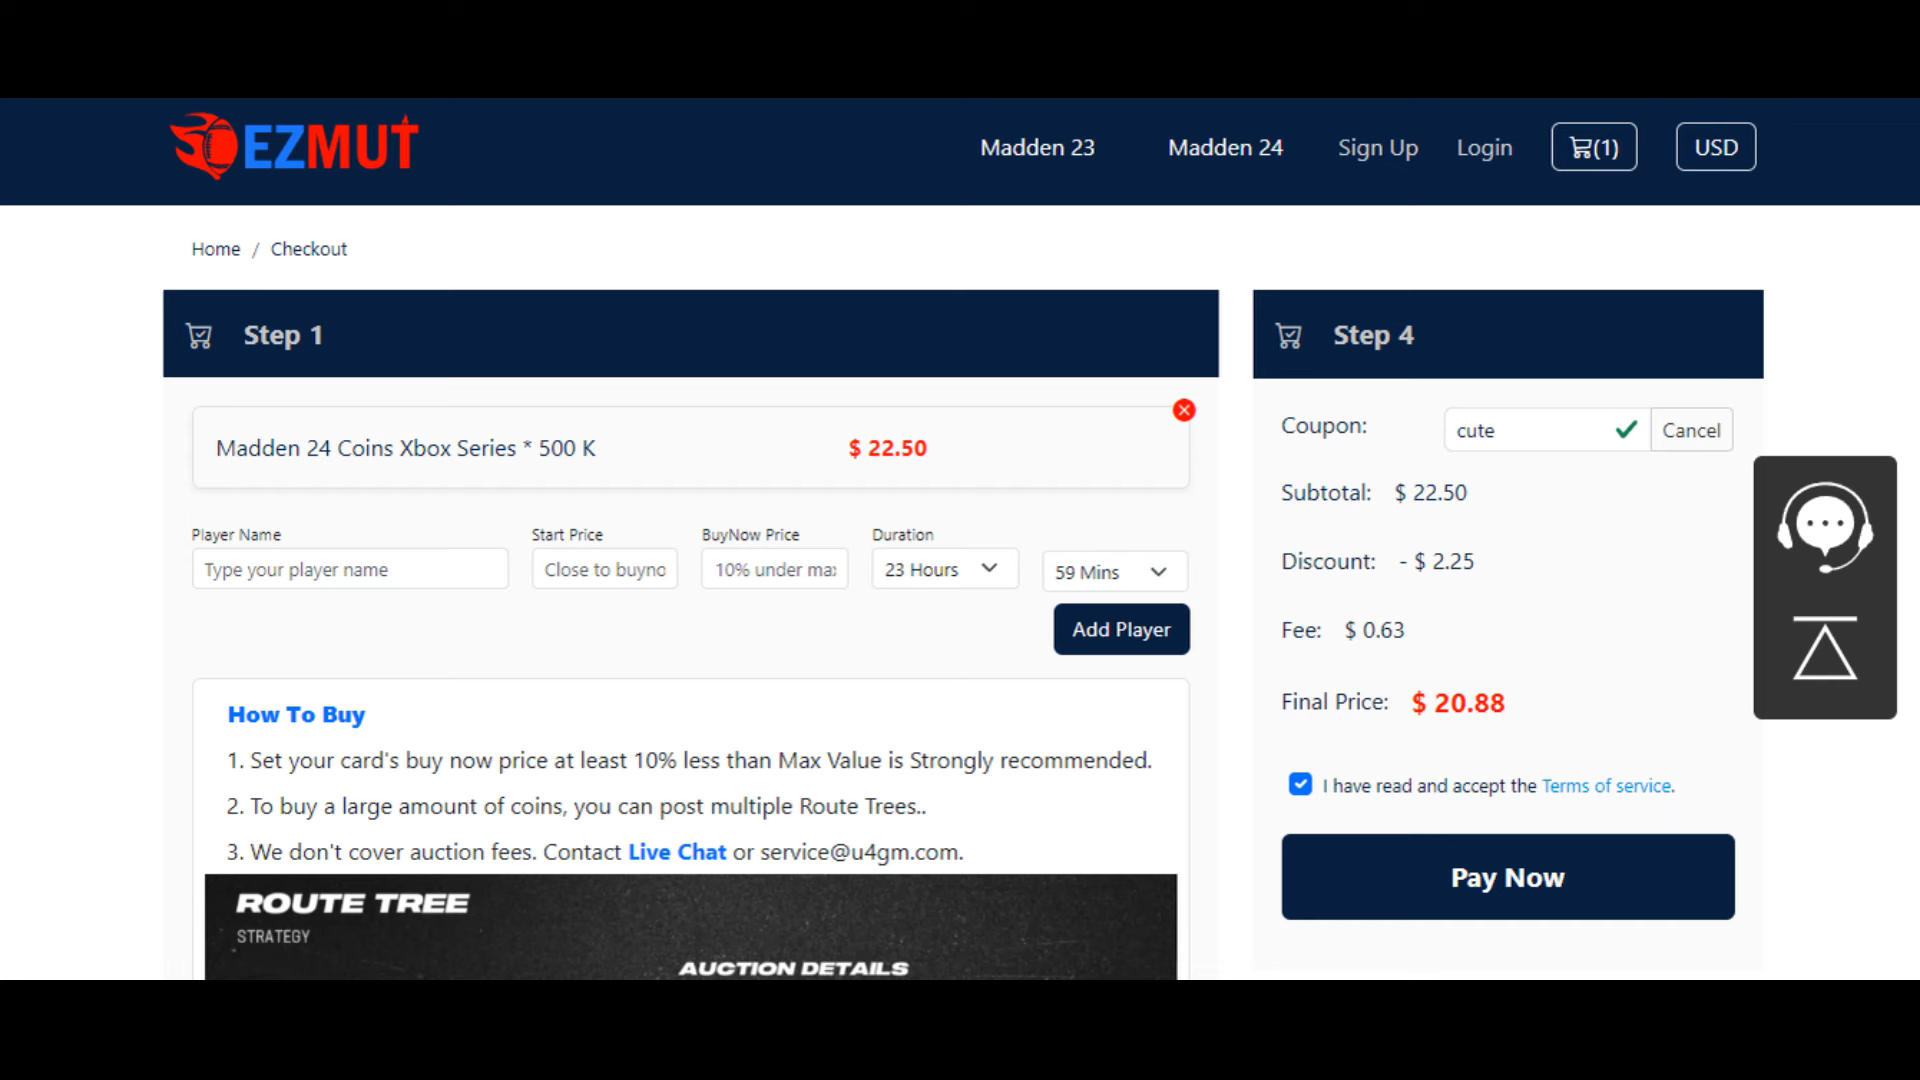 EZMUT
Madden 23
Madden 24
Sign Up
Login
(1)
USD
Home / Checkout
Step 1
Madden 24 Coins Xbox Series * 500 K
$ 22.50
Player Name
Start Price
BuyNow Price
Duration
Type your player name
Close to buyno
10% under max
23 Hours
59 Mins
Add Player
How To Buy
1. Set your card's buy now price at least 10% less than Max Value is Strongly recommended.
2. To buy a large amount of coins, you can post multiple Route Trees..
3. We don't cover auction fees. Contact Live Chat or service@u4gm.com.
ROUTE TREE
STRATEGY
AUCTION DETAILS
Step 4
Coupon:
cute
Cancel
Subtotal: $ 22.50
Discount: - $ 2.25
Fee: $ 0.63
Final Price: $ 20.88
I have read and accept the Terms of service.
Pay Now